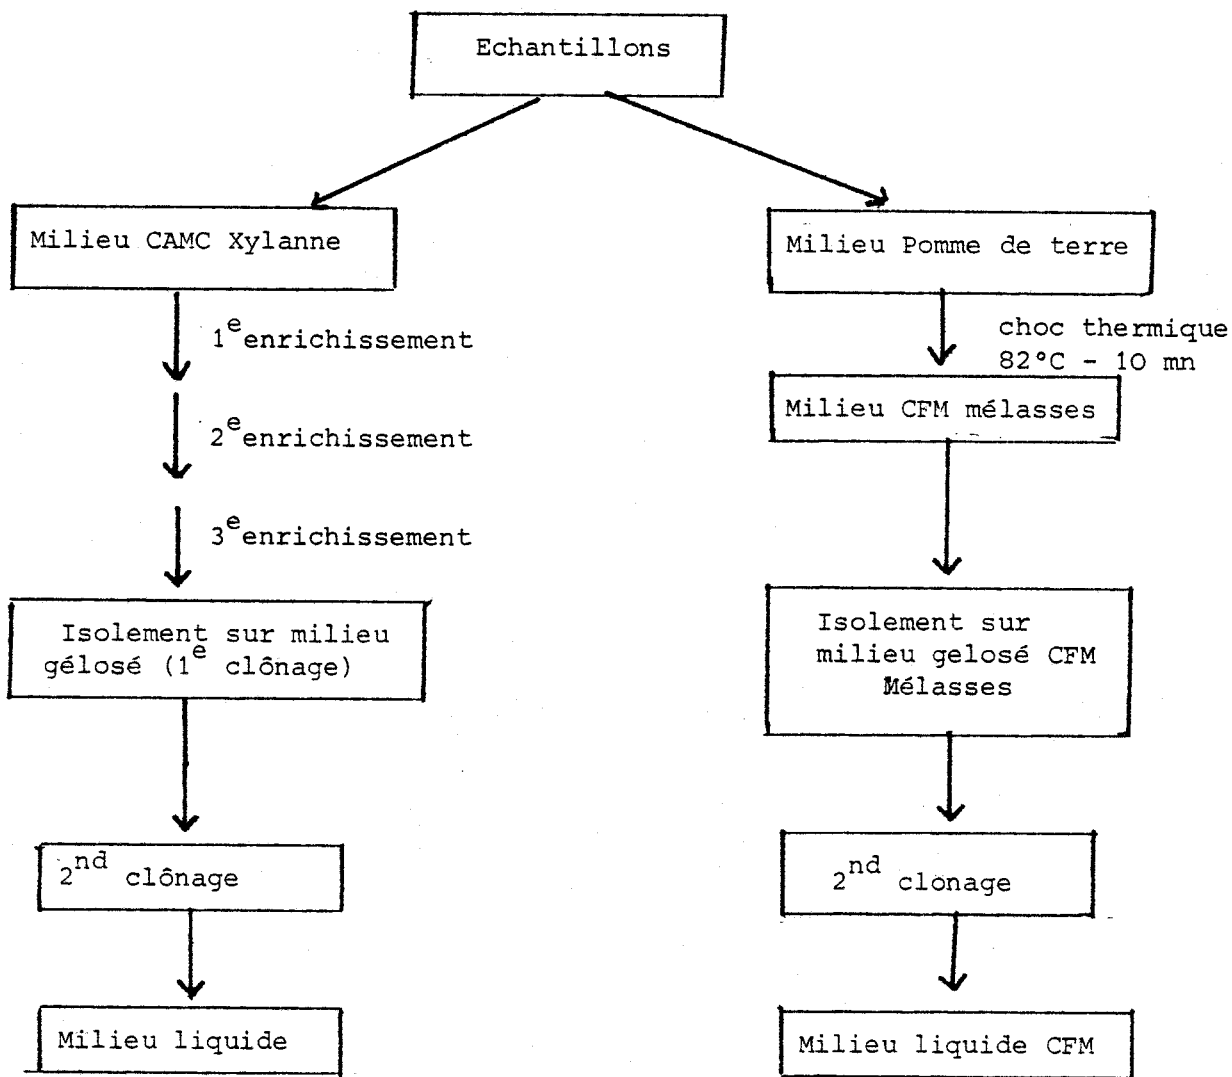 Echantillons
Milieu CAMC Xylanne
1e enrichissement
2e enrichissement
3e enrichissement
Isolement sur milieu
gélosé (1e clônage)
2nd clônage
Milieu liquide
Milieu Pomme de terre
choc thermique
82°C - 10 mn
Milieu CFM mélasses
Isolement sur
milieu gelosé CFM
Mélasses
2nd clonage
Milieu liquide CFM